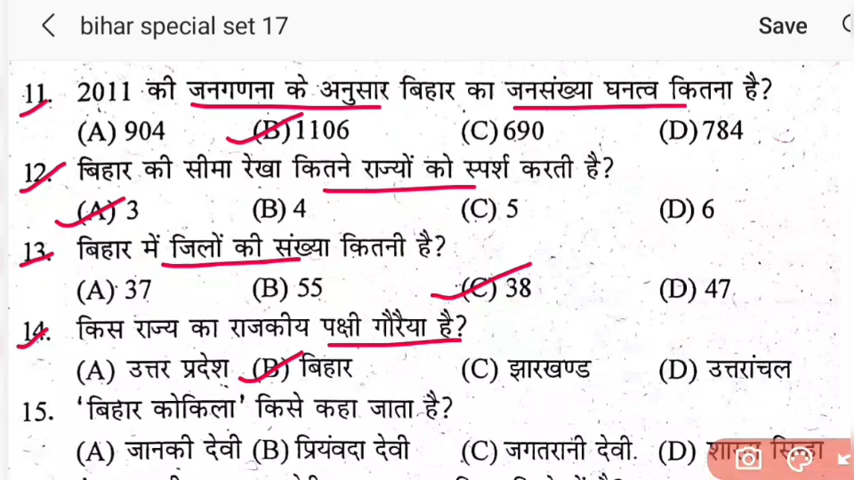 bihar special set 17
Save
11. 2011 की जनगणना के अनुसार बिहार का जनसंख्या घनत्व कितना है?
(A) 904 (B) 1106 (C) 690 (D) 784
12. बिहार की सीमा रेखा कितने राज्यों को स्पर्श करती है?
(A) 3 (B) 4 (C) 5 (D) 6
13. बिहार में जिलों की संख्या कितनी है?
(A) 37 (B) 55 (C) 38 (D) 47
14. किस राज्य का राजकीय पक्षी गौरैया है?
(A) उत्तर प्रदेश (B) बिहार (C) झारखण्ड (D) उत्तरांचल
15. 'बिहार कोकिला' किसे कहा जाता है?
(A) जानकी देवी (B) प्रियंवदा देवी (C) जगतरानी देवी. (D)